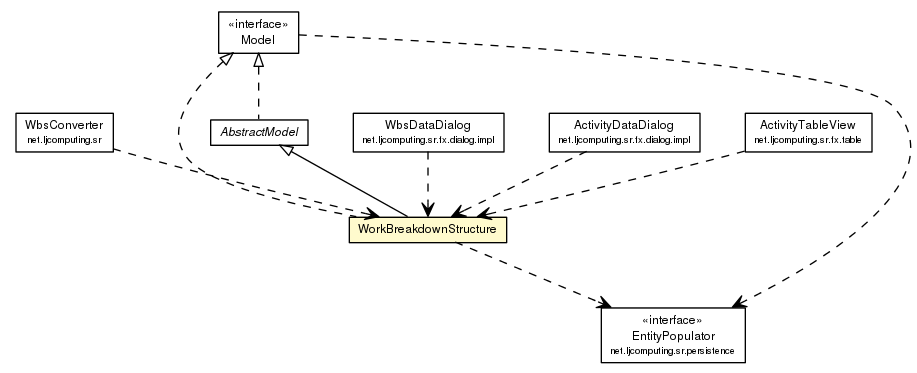 «interface»
Model
WbsConverter
net.ljcomputing.sr
AbstractModel
WbsDataDialog
net.ljcomputing.sr.fx.dialog.impl
ActivityDataDialog
net.ljcomputing.sr.fx.dialog.impl
ActivityTableView
net.ljcomputing.sr.fx.table
WorkBreakdownStructure
«interface»
EntityPopulator
net.ljcomputing.sr.persistence